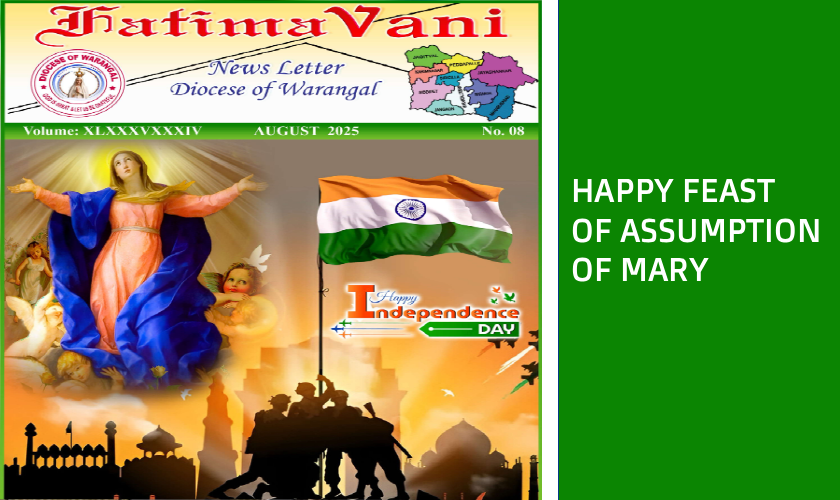 FatimaVani
News Letter
Diocese of Warangal
DIOCESE OF WARANGAL
Volume: XLXXXVXXXIV AUGUST 2025 No. 08
Happy
Independence
DAY
HAPPY FEAST
OF ASSUMPTION
OF MARY